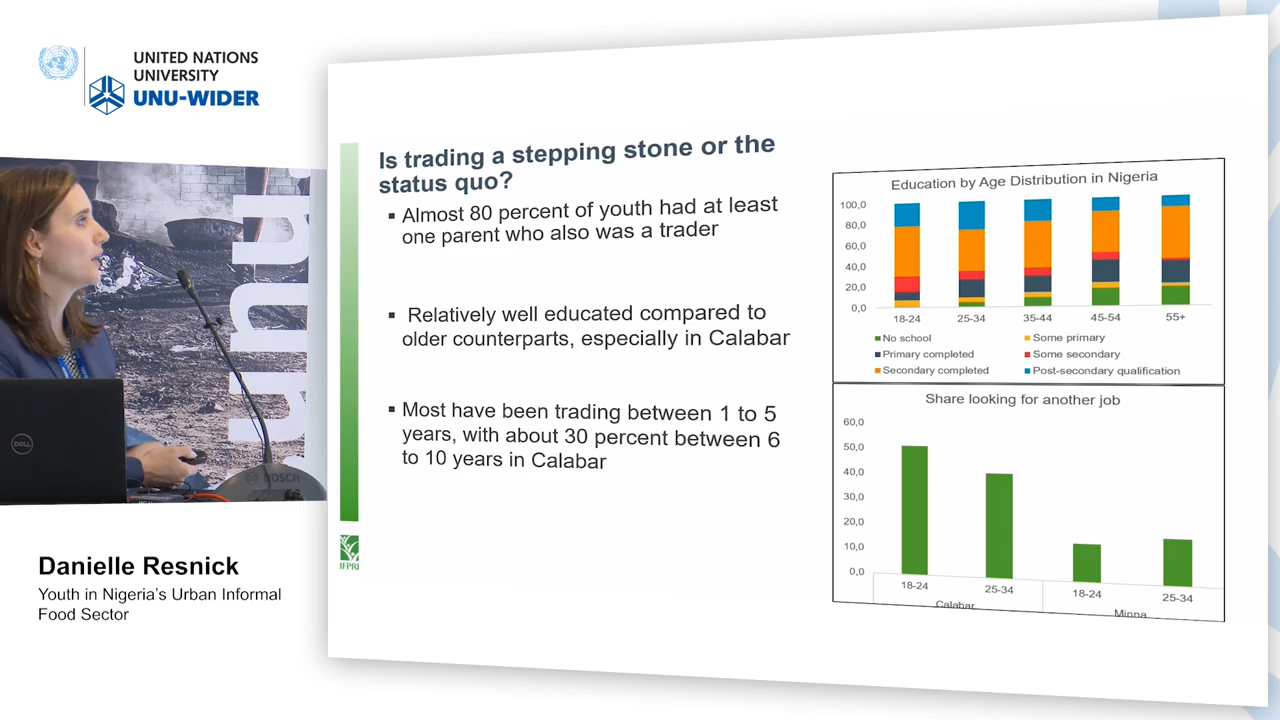 UNITED NATIONS
UNIVERSITY
UNU-WIDER
unu
DELL
BOSCH
Danielle Resnick
Youth in Nigeria's Urban Informal
Food Sector
Is trading a stepping stone or the
status quo?
▪ Almost 80 percent of youth had at least
one parent who also was a trader
▪ Relatively well educated compared to
older counterparts, especially in Calabar
▪ Most have been trading between 1 to 5
years, with about 30 percent between 6
to 10 years in Calabar
IFPRI
Education by Age Distribution in Nigeria
100,0
80,0
60,0
40,0
20,0
0,0
18-24 25-34 35-44 45-54 55+
No school Some primary
Primary completed Some secondary
Secondary completed Post-secondary qualification
Share looking for another job
60,0
50,0
40,0
30,0
20,0
10,0
0,0
18-24 25-34 18-24 25-34
Calabar Minna